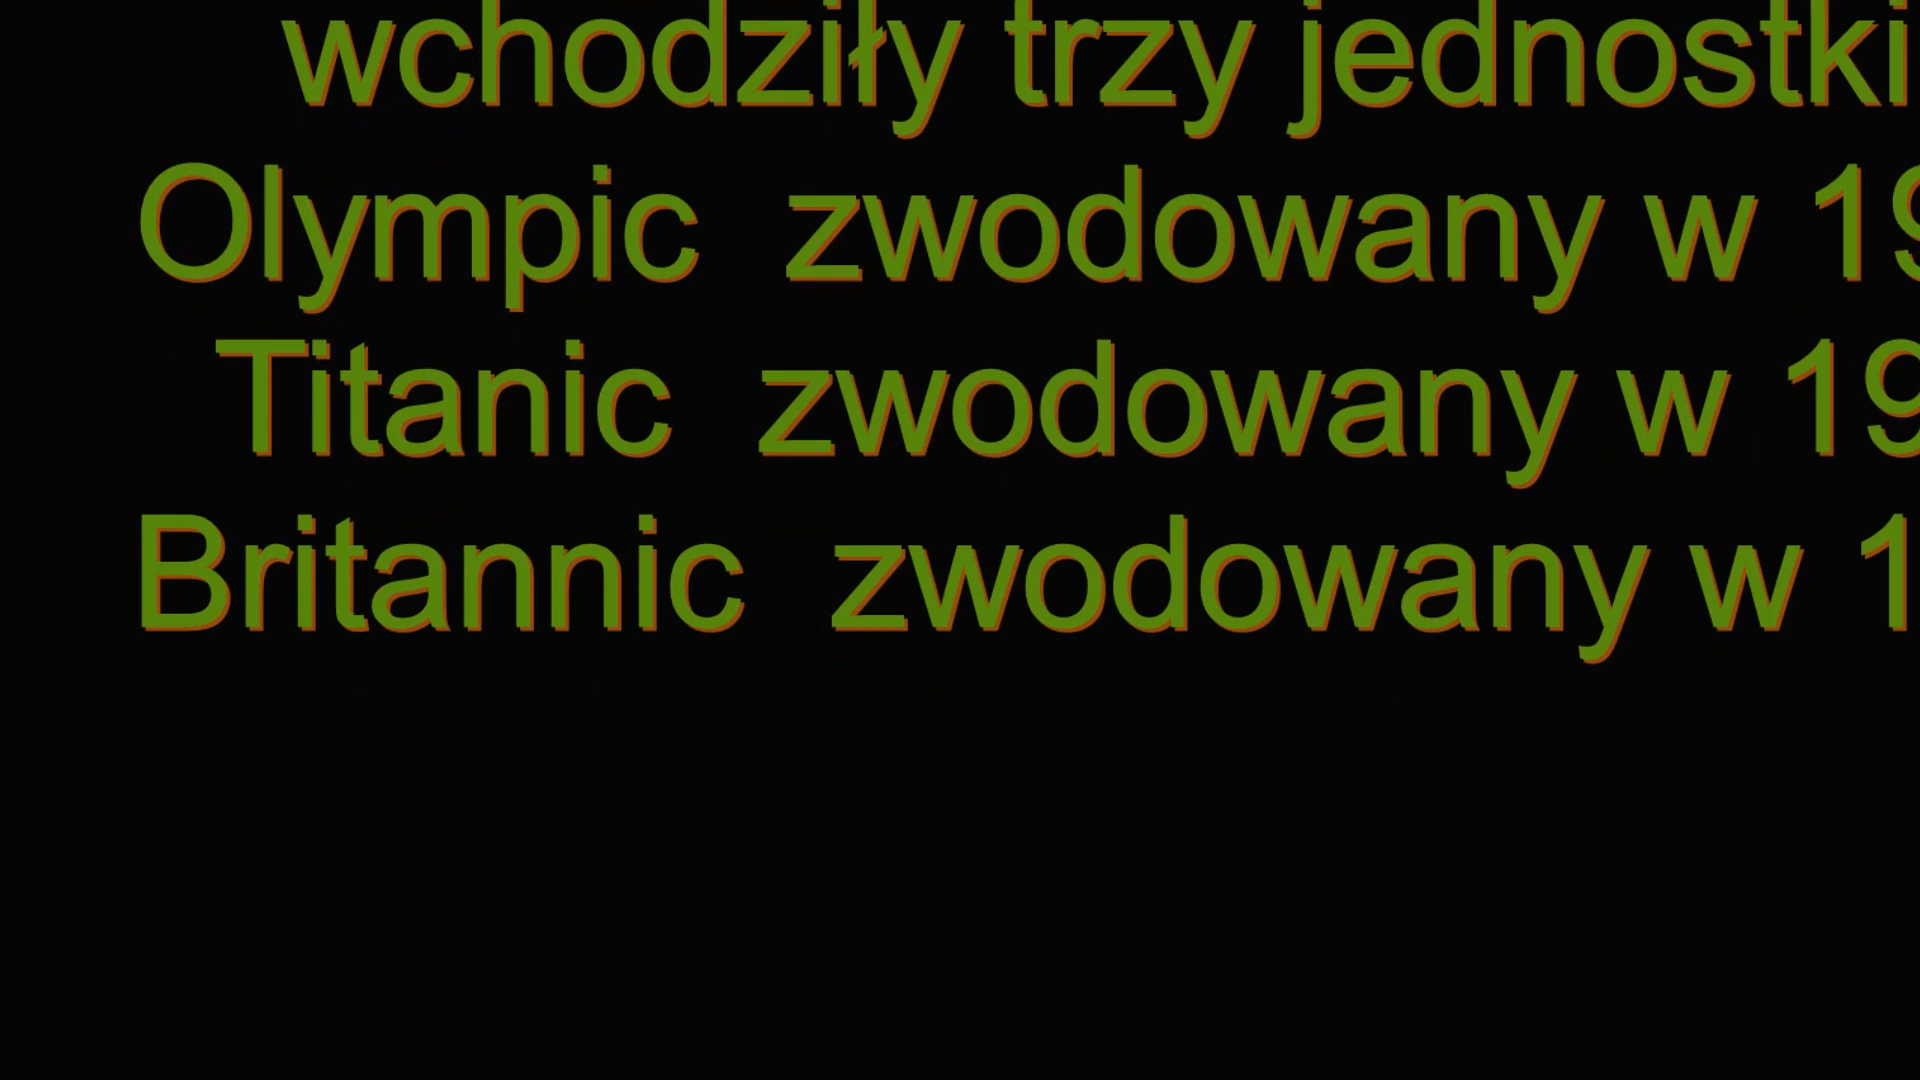 wchodziły trzy jednostki
Olympic zwodowany w 19
Titanic zwodowany w 19
Britannic zwodowany w 1